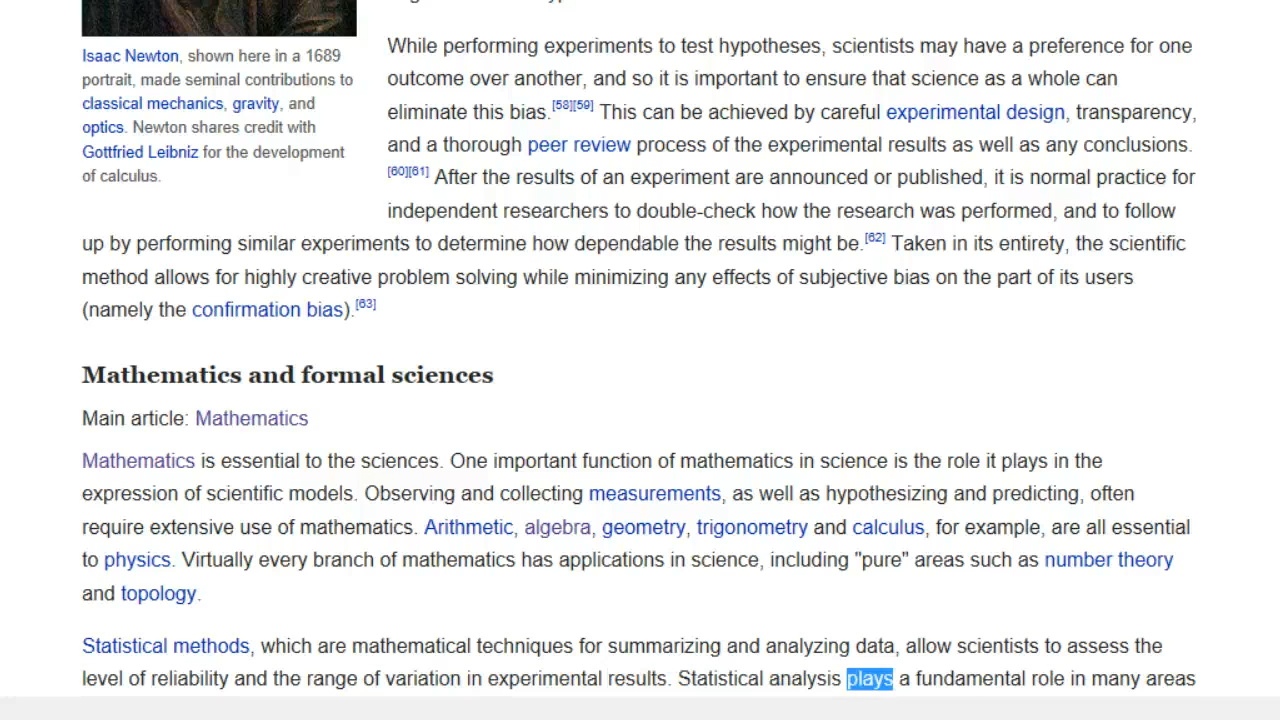 Isaac Newton, shown here in a 1689
portrait, made seminal contributions to
classical mechanics, gravity, and
optics. Newton shares credit with
Gottfried Leibniz for the development
of calculus.
While performing experiments to test hypotheses, scientists may have a preference for one
outcome over another, and so it is important to ensure that science as a whole can
eliminate this bias.[58][59] This can be achieved by careful experimental design, transparency,
and a thorough peer review process of the experimental results as well as any conclusions.
[60][61] After the results of an experiment are announced or published, it is normal practice for
independent researchers to double-check how the research was performed, and to follow
up by performing similar experiments to determine how dependable the results might be.[62] Taken in its entirety, the scientific
method allows for highly creative problem solving while minimizing any effects of subjective bias on the part of its users
(namely the confirmation bias).[63]
Mathematics and formal sciences
Main article: Mathematics
Mathematics is essential to the sciences. One important function of mathematics in science is the role it plays in the
expression of scientific models. Observing and collecting measurements, as well as hypothesizing and predicting, often
require extensive use of mathematics. Arithmetic, algebra, geometry, trigonometry and calculus, for example, are all essential
to physics. Virtually every branch of mathematics has applications in science, including "pure" areas such as number theory
and topology.
Statistical methods, which are mathematical techniques for summarizing and analyzing data, allow scientists to assess the
level of reliability and the range of variation in experimental results. Statistical analysis plays a fundamental role in many areas